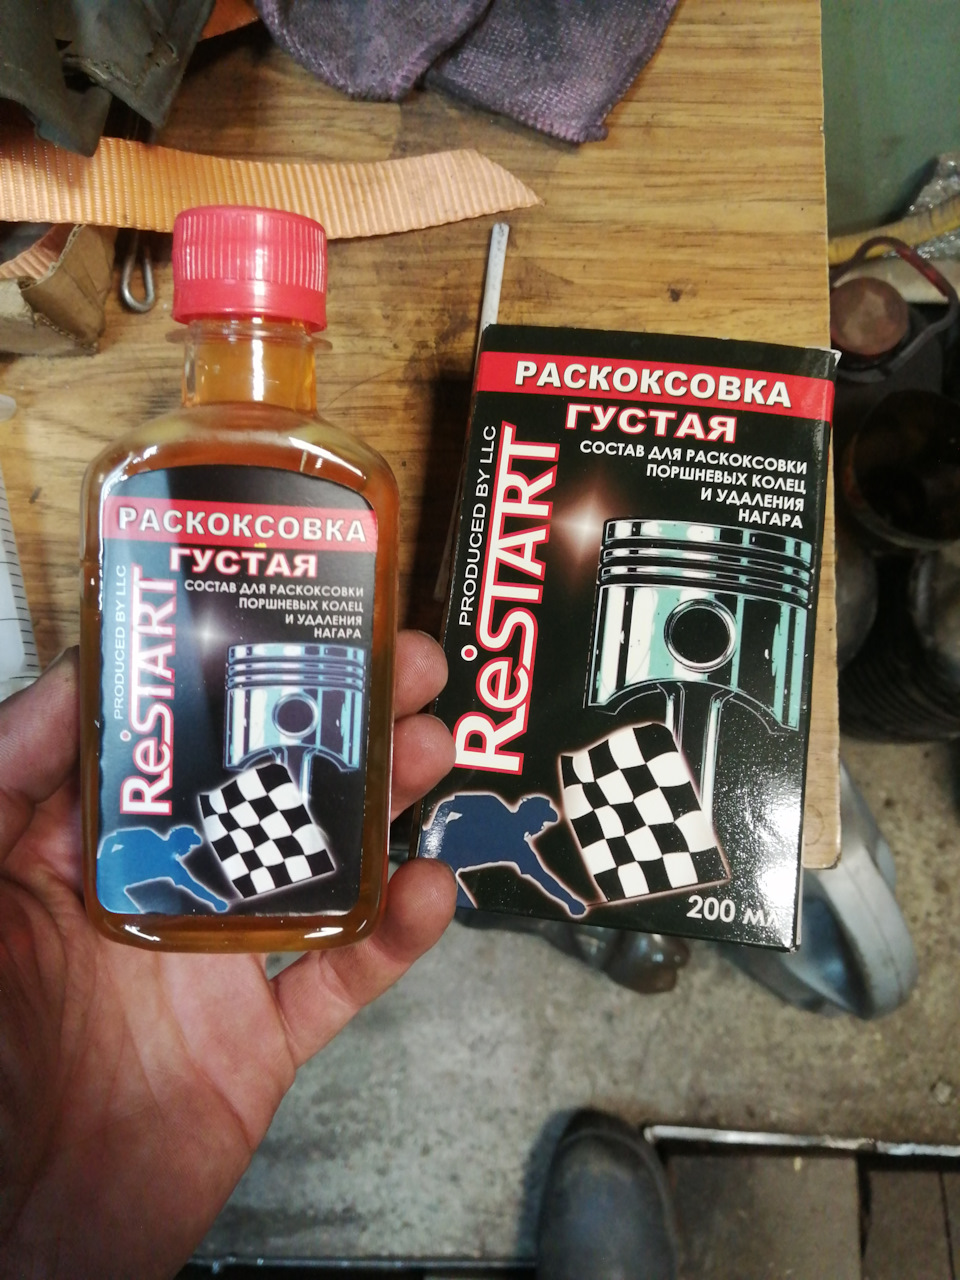 РАСКОКСОВКА
ГУСТАЯ
СОСТАВ ДЛЯ РАСКОКСОВКИ
ПОРШНЕВЫХ КОЛЕЦ
И УДАЛЕНИЯ
НАГАРА
PRODUCED BY LLC
ReSTART
РАСКОКСОВКА
ГУСТАЯ
СОСТАВ ДЛЯ РАСКОКСОВКИ
ПОРШНЕВЫХ КОЛЕЦ
И УДАЛЕНИЯ
НАГАРА
PRODUCED BY LLC
ReSTART
200 мл